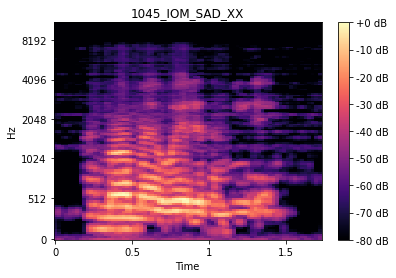 1045_IOM_SAD_XX
+0 dB
8192
-10 dB
4096
-20 dB
-30 dB
2048
Hz
-40 dB
1024
-50 dB
512
-60 dB
-70 dB
0
-80 dB
0
0.5
1
1.5
Time